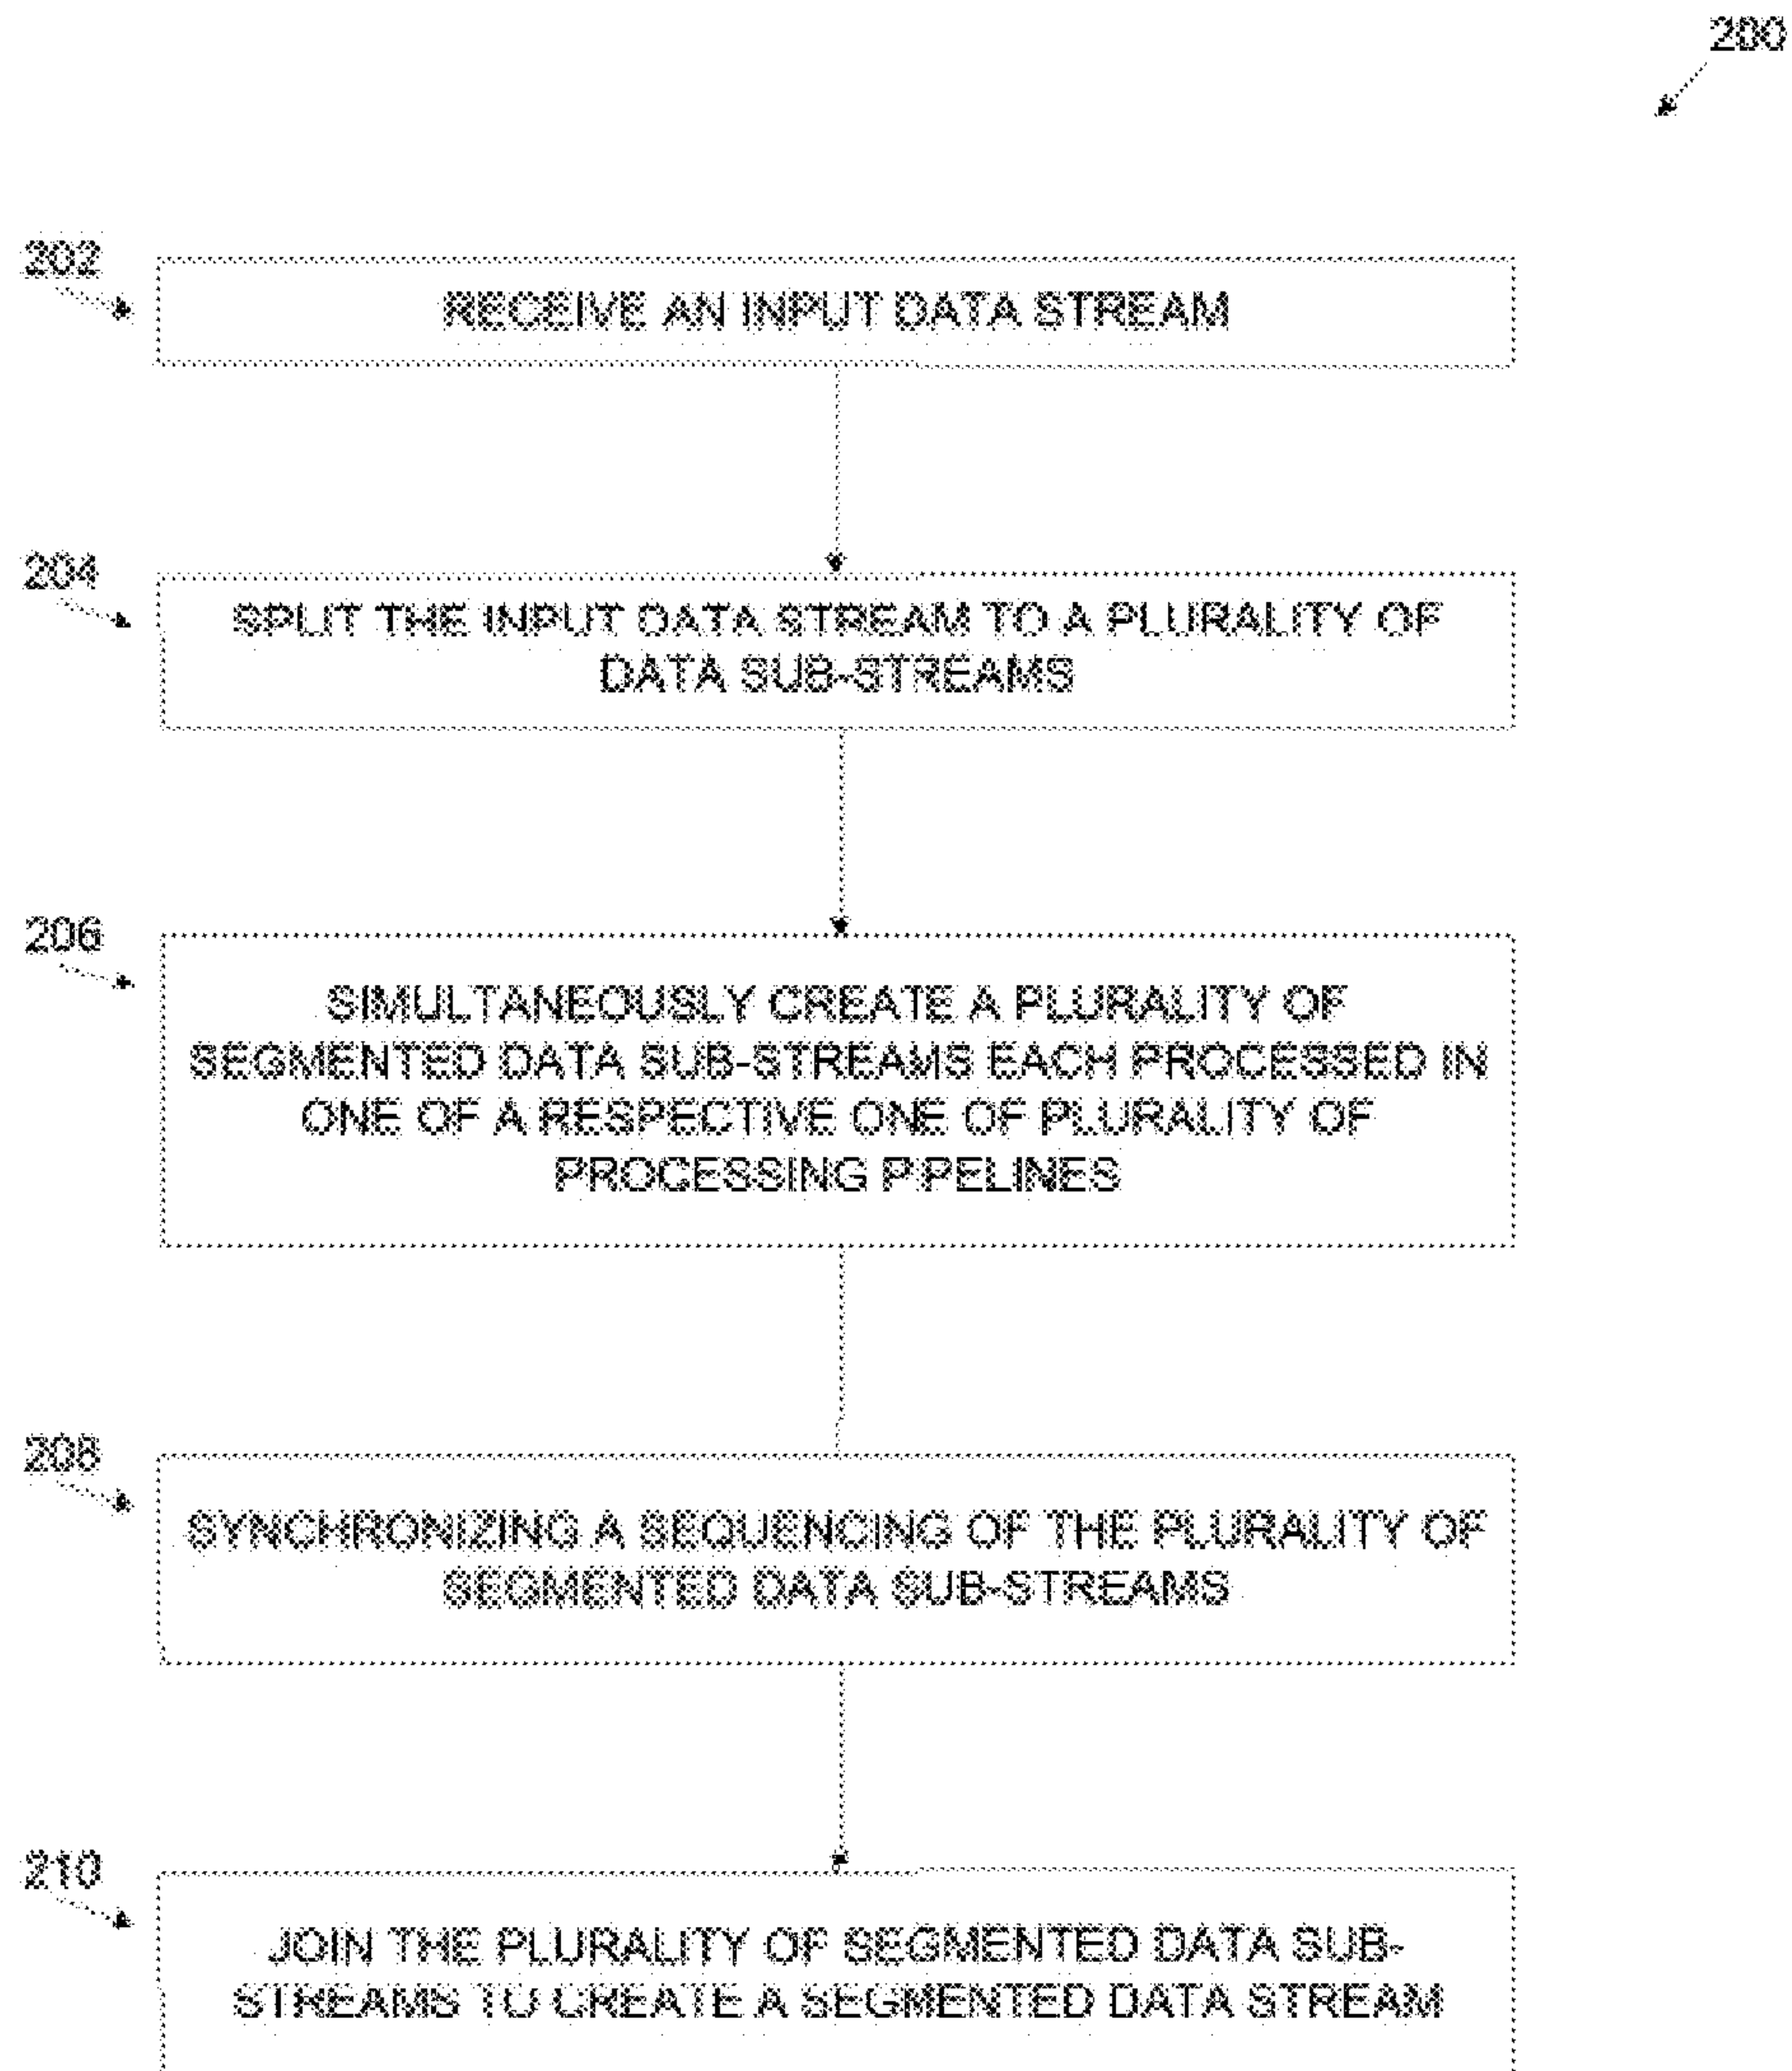 200
202
RECEIVE AN INPUT DATA STREAM
204
SPLIT THE INPUT DATA STREAM TO A PLURALITY OF
DATA SUB-STREAMS
206
SIMULTANEOUSLY CREATE A PLURALITY OF
SEGMENTED DATA SUB-STREAMS EACH PROCESSED IN
ONE OF A RESPECTIVE ONE OF PLURALITY OF
PROCESSING PIPELINES
208
SYNCHRONIZING A SEQUENCING OF THE PLURALITY OF
SEGMENTED DATA SUB-STREAMS
210
JOIN THE PLURALITY OF SEGMENTED DATA SUB-
STREAMS TO CREATE A SEGMENTED DATA STREAM